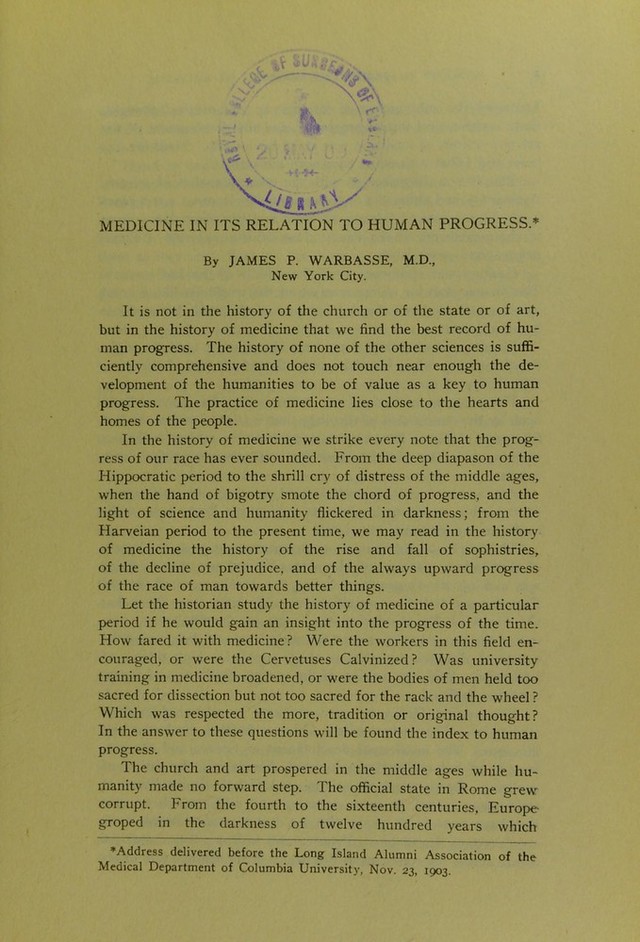 ROYAL COLLEGE OF SURGEONS OF ENGLAND
LIBRARY
MEDICINE IN ITS RELATION TO HUMAN PROGRESS.*
By JAMES P. WARBASSE, M.D.,
New York City.
It is not in the history of the church or of the state or of art,
but in the history of medicine that we find the best record of hu-
man progress. The history of none of the other sciences is suffi-
ciently comprehensive and does not touch near enough the de-
velopment of the humanities to be of value as a key to human
progress. The practice of medicine lies close to the hearts and
homes of the people.
In the history of medicine we strike every note that the prog-
ress of our race has ever sounded. From the deep diapason of the
Hippocratic period to the shrill cry of distress of the middle ages,
when the hand of bigotry smote the chord of progress, and the
light of science and humanity flickered in darkness; from the
Harveian period to the present time, we may read in the history
of medicine the history of the rise and fall of sophistries,
of the decline of prejudice, and of the always upward progress
of the race of man towards better things.
Let the historian study the history of medicine of a particular
period if he would gain an insight into the progress of the time.
How fared it with medicine? Were the workers in this field en-
couraged, or were the Cervetuses Calvinized? Was university
training in medicine broadened, or were the bodies of men held too
sacred for dissection but not too sacred for the rack and the wheel?
Which was respected the more, tradition or original thought?
In the answer to these questions will be found the index to human
progress.
The church and art prospered in the middle ages while hu-
manity made no forward step. The official state in Rome grew
corrupt. From the fourth to the sixteenth centuries, Europe
groped in the darkness of twelve hundred years which
*Address delivered before the Long Island Alumni Association of the
Medical Department of Columbia University, Nov. 23, 1903.